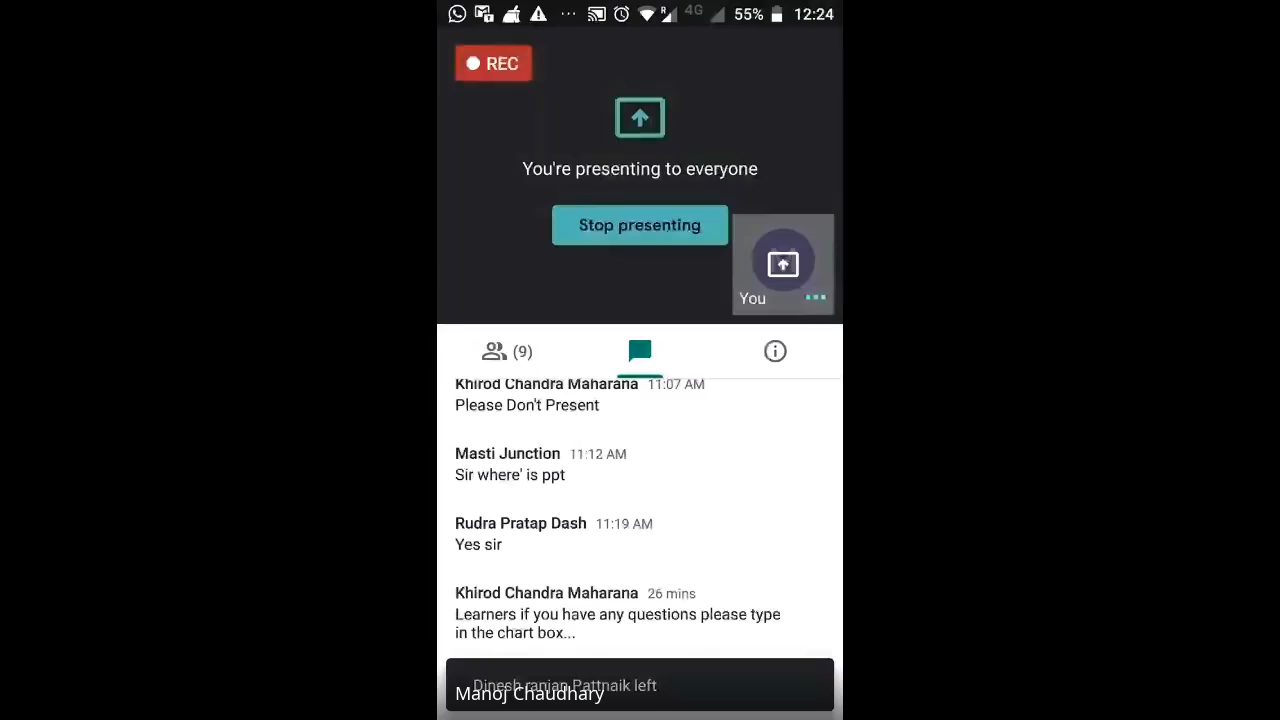 4G 55% 12:24
REC
You're presenting to everyone
Stop presenting
You
(9)
Khirod Chandra Maharana 11:07 AM
Please Don't Present
Masti Junction 11:12 AM
Sir where' is ppt
Rudra Pratap Dash 11:19 AM
Yes sir
Khirod Chandra Maharana 26 mins
Learners if you have any questions please type
in the chart box...
Dinesh ranjan Pattnaik left
Manoj Chaudhary